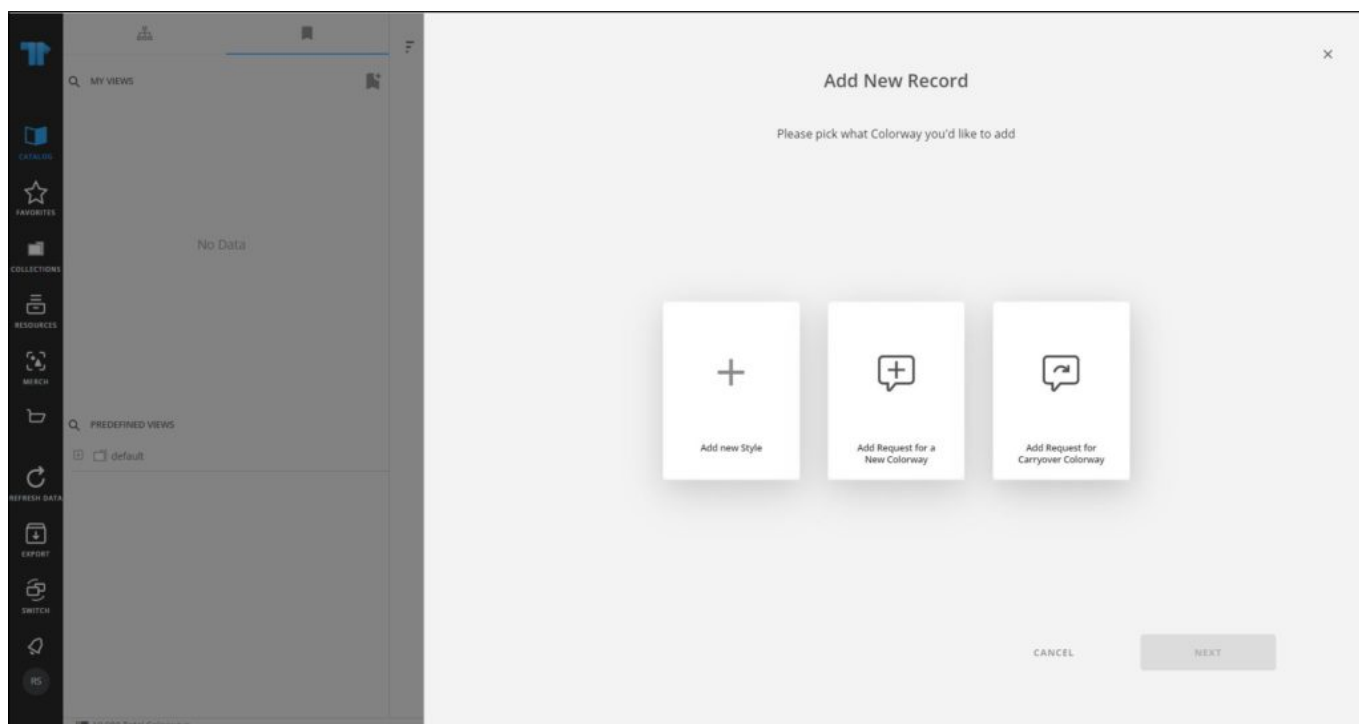 MY VIEWS
CATALOG
FAVORITES
No Data
COLLECTIONS
RESOURCES
MERCH
PREDEFINED VIEWS
default
REFRESH DATA
EXPORT
SWITCH
RS
Add New Record
×
Please pick what Colorway you'd like to add
Add new Style
Add Request for a
New Colorway
Add Request for
Carryover Colorway
CANCEL
NEXT